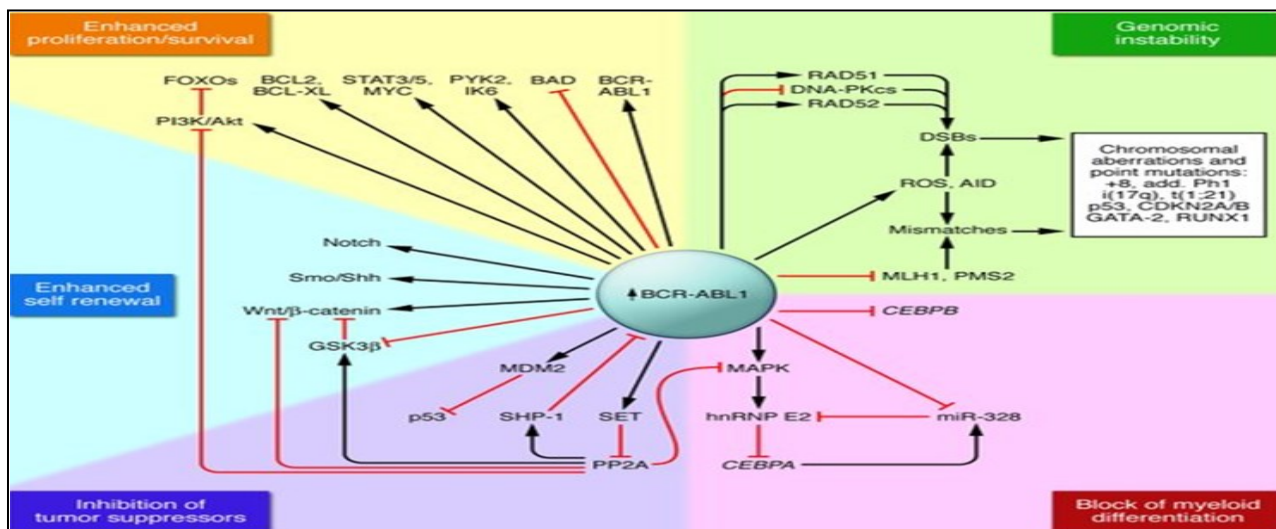 Enhanced
proliferation/survival
Genomic
instability
FOXOs
BCL2,
BCL-XL
STAT3/5,
MYC
PYK2,
IK6
BAD
BCR-
ABL1
PI3K/Akt
RAD51
DNA-PKcs
RAD52
DSBs
ROS, AID
Mismatches
MLH1, PMS2
Chromosomal
aberrations and
point mutations:
+8, add. Ph1
i(17q), t(1;21)
p53, CDKN2A/B
GATA-2, RUNX1
Enhanced
self renewal
Notch
Smo/Shh
Wnt/β-catenin
GSK3β
BCR-ABL1
CEBPB
MDM2
MAPK
p53
SHP-1
SET
hnRNP E2
miR-328
PP2A
CEBPA
Inhibition of
tumor suppressors
Block of myeloid
differentiation